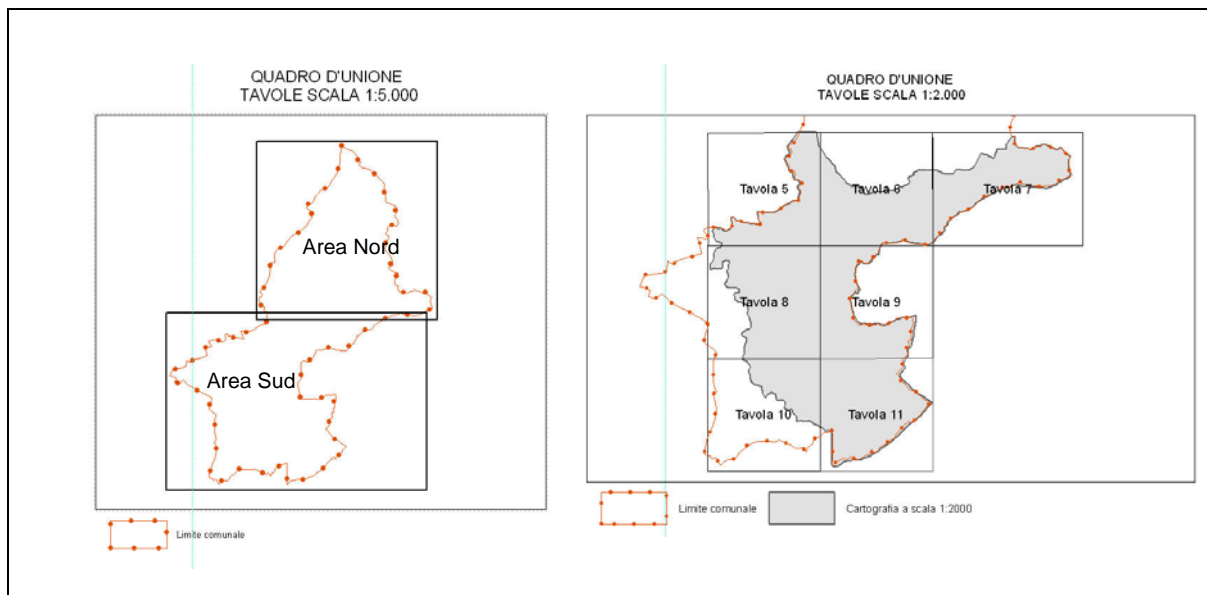 QUADRO D'UNIONE
TAVOLE SCALA 1:5.000
Area Nord
Area Sud
Limite comunale
QUADRO D'UNIONE
TAVOLE SCALA 1:2.000
Tavola 5
Tavola 6
Tavola 7
Tavola 8
Tavola 9
Tavola 10
Tavola 11
Limite comunale
Cartografia a scala 1:2000